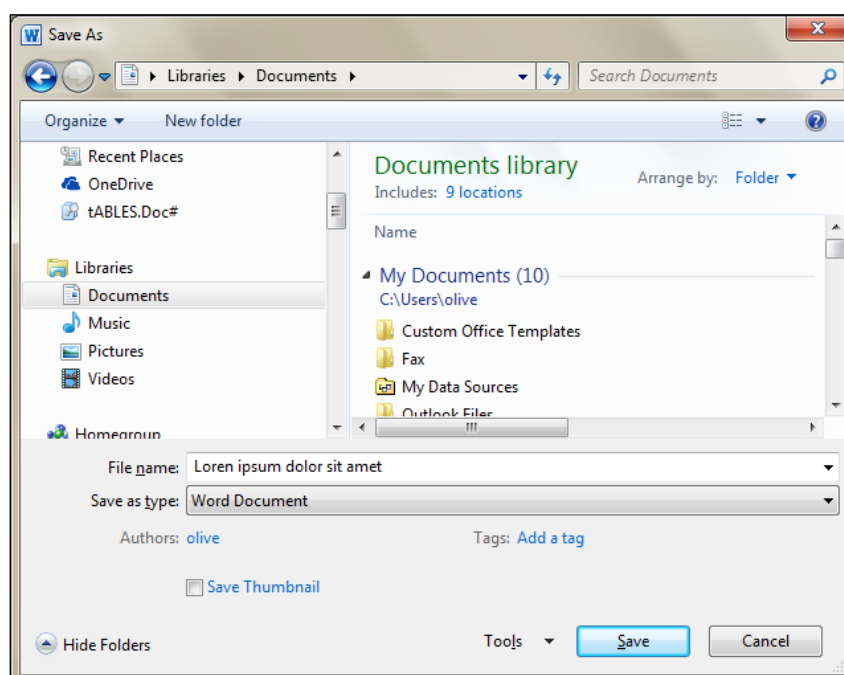 Save As
Libraries Documents
Search Documents
Organize New folder
Recent Places
OneDrive
tABLES.Doc#
Libraries
Documents
Music
Pictures
Videos
Homegroup
Documents library
Includes: 9 locations
Arrange by: Folder
Name
My Documents (10)
C:\Users\olive
Custom Office Templates
Fax
My Data Sources
Outlook Files
File name: Loren ipsum dolor sit amet
Save as type: Word Document
Authors: olive Tags: Add a tag
Save Thumbnail
Hide Folders Tools Save Cancel